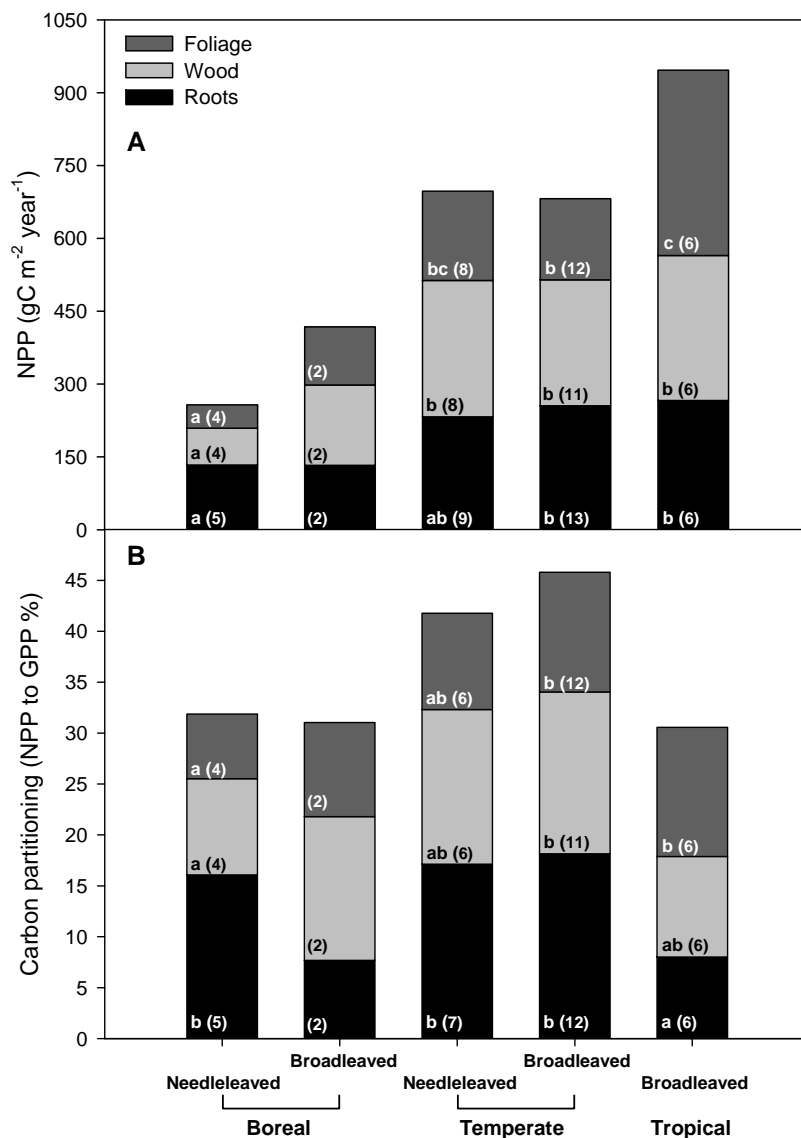 1050
Foliage
Wood
Roots
900
A
750
600
450
300
150
0
NPP (gC m-2 year-1)
c (6)
bc (8)
b (12)
(2)
a (4)
b (8)
b (11)
b (6)
a (4)
(2)
a (5)
(2)
ab (9)
b (13)
b (6)
B
45
40
35
30
25
20
15
10
5
0
Carbon partitioning (NPP to GPP %)
ab (6)
b (12)
a (4)
(2)
b (6)
a (4)
(2)
ab (6)
b (11)
ab (6)
b (5)
(2)
b (7)
b (12)
a (6)
Broadleaved Broadleaved
Needleleaved Needleleaved Broadleaved
Boreal Temperate Tropical